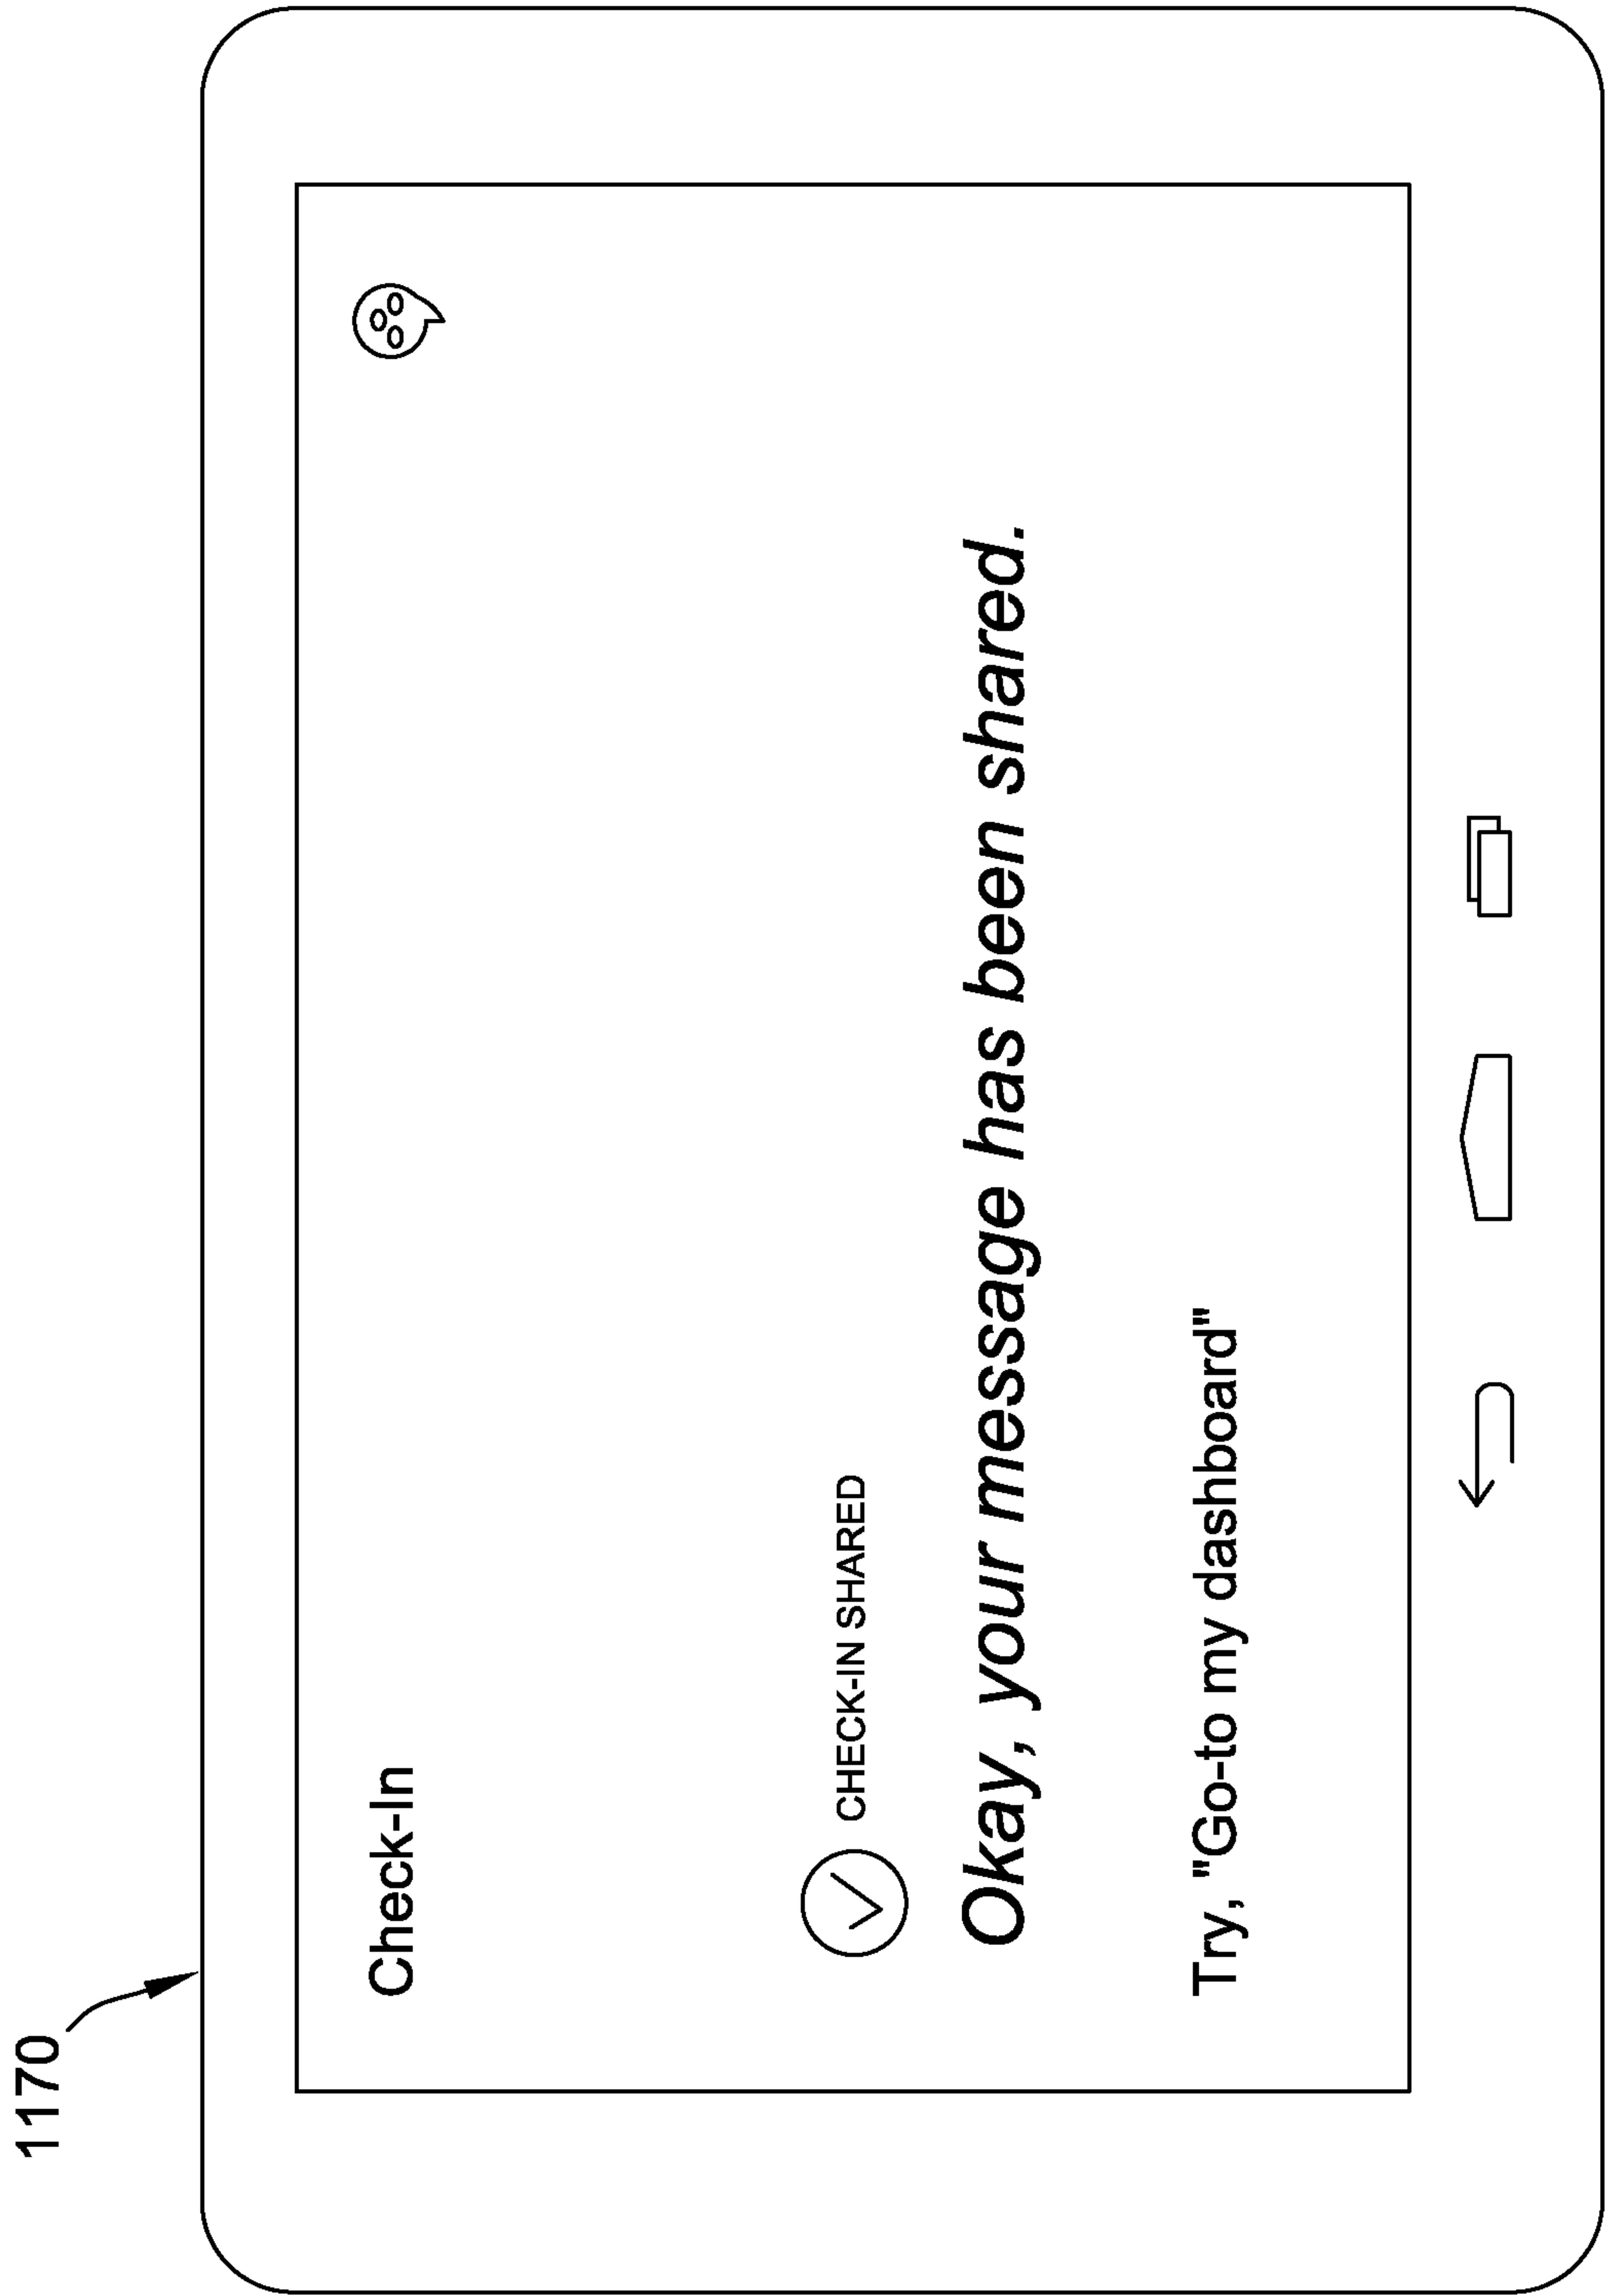 1170
Check-In
CHECK-IN SHARED
Okay, your message has been shared.
Try, "Go-to my dashboard"